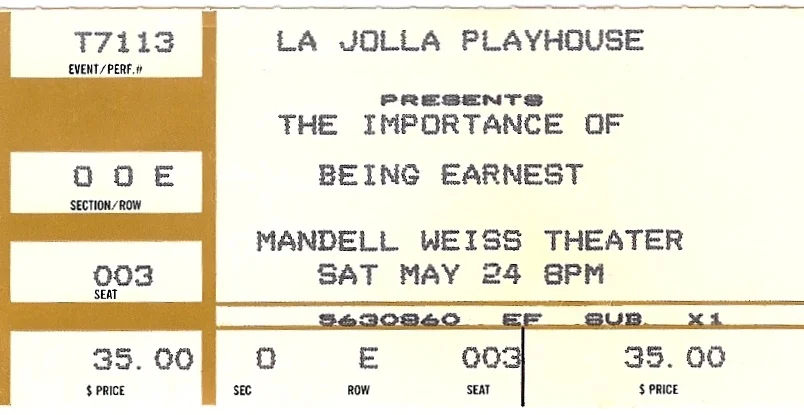 T7113
EVENT/PERF.#
O O E
SECTION/ROW
003
SEAT
35.00
$ PRICE
LA JOLLA PLAYHOUSE
PRESENTS
THE IMPORTANCE OF
BEING EARNEST
MANDELL WEISS THEATER
SAT MAY 24 8PM
S630860 EF SUB X1
O E 003 35.00
SEC ROW SEAT $ PRICE